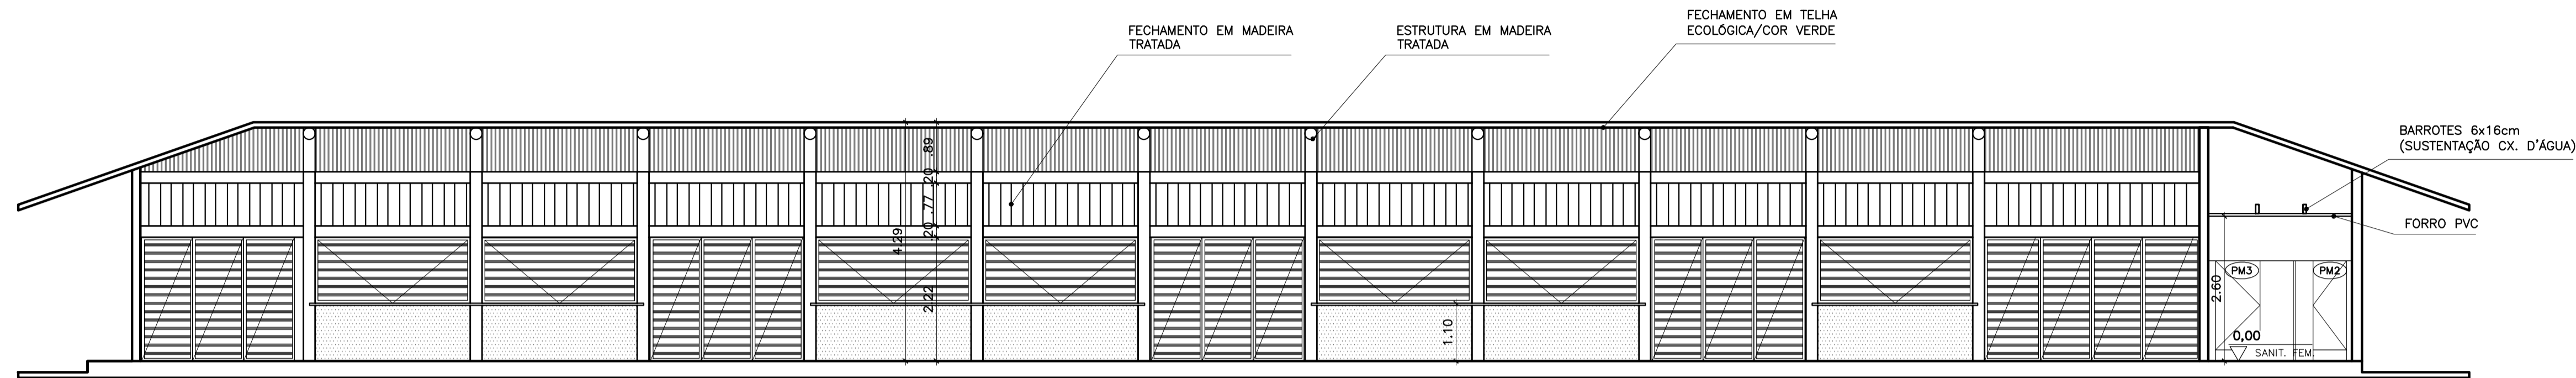 FECHAMENTO EM MADEIRA
TRATADA
ESTRUTURA EM MADEIRA
TRATADA
FECHAMENTO EM TELHA
ECOLÓGICA/COR VERDE
BARROTES 6x16cm
(SUSTENTAÇÃO CX. D'ÁGUA)
FORRO PVC
.89
.20
.77
.20
4.29
2.22
1.10
2.60
PM3
PM2
0,00
SANIT. FEM.